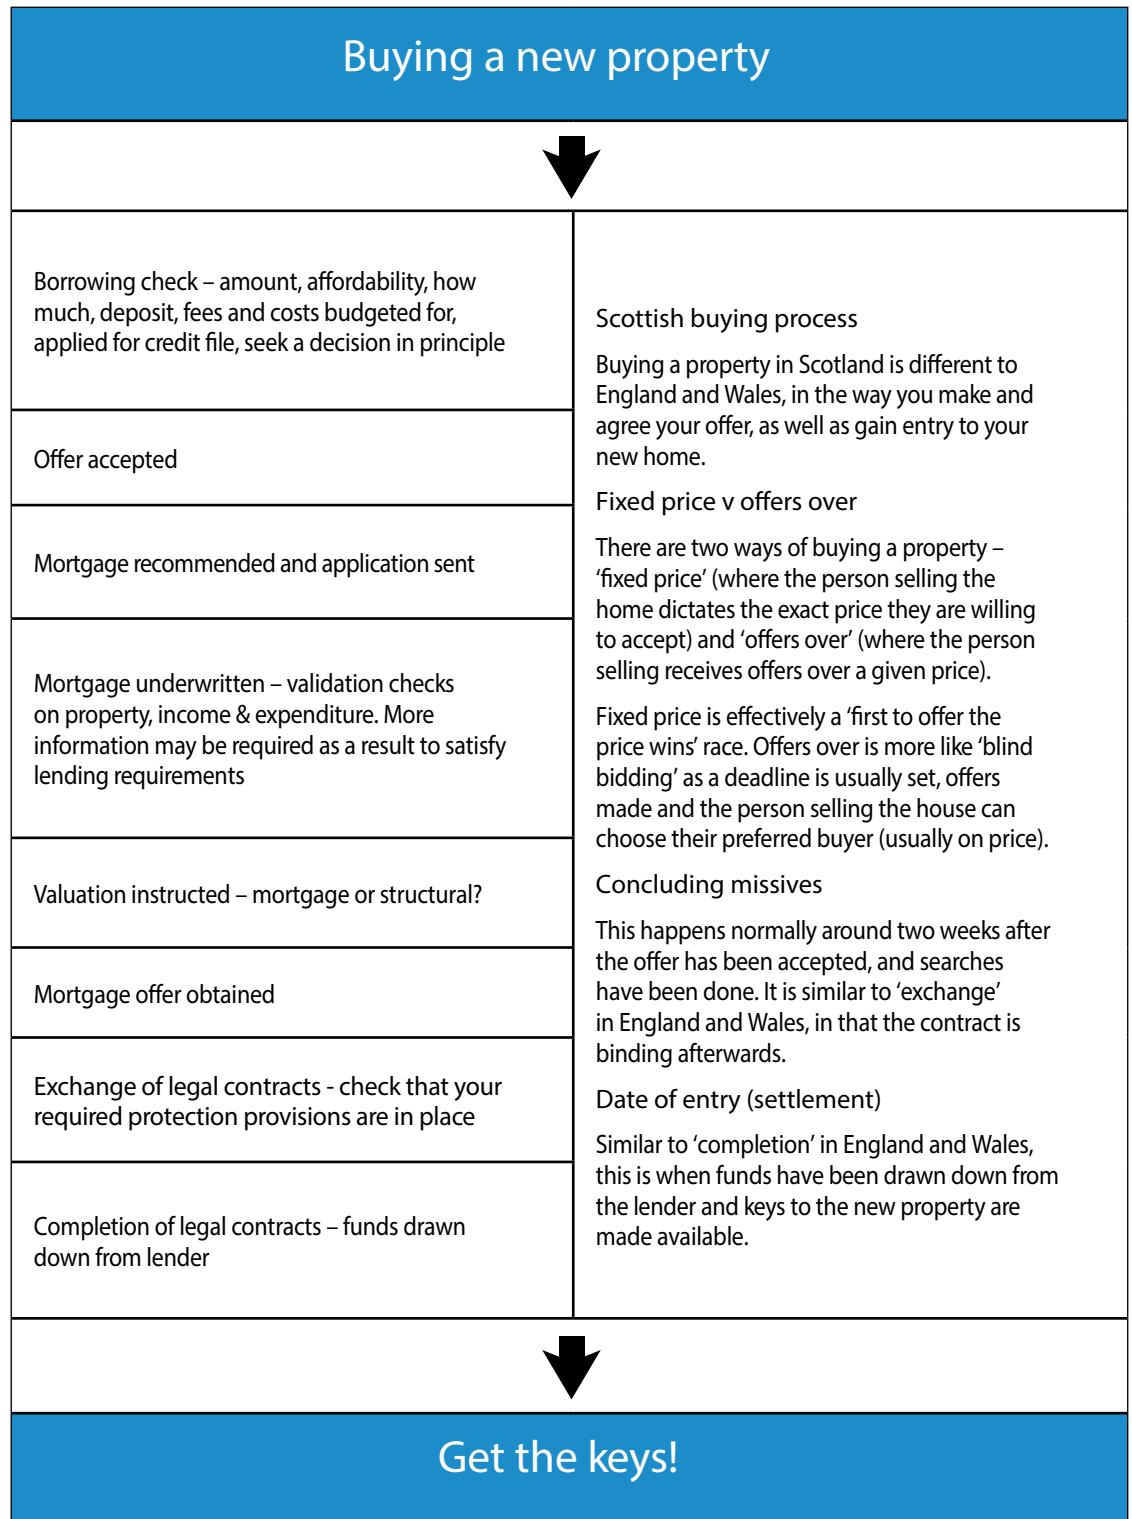 Buying a new property
Borrowing check – amount, affordability, how
much, deposit, fees and costs budgeted for,
applied for credit file, seek a decision in principle
Offer accepted
Mortgage recommended and application sent
Mortgage underwritten – validation checks
on property, income & expenditure. More
information may be required as a result to satisfy
lending requirements
Valuation instructed – mortgage or structural?
Mortgage offer obtained
Exchange of legal contracts - check that your
required protection provisions are in place
Completion of legal contracts – funds drawn
down from lender
Scottish buying process
Buying a property in Scotland is different to
England and Wales, in the way you make and
agree your offer, as well as gain entry to your
new home.
Fixed price v offers over
There are two ways of buying a property –
‘fixed price’ (where the person selling the
home dictates the exact price they are willing
to accept) and ‘offers over’ (where the person
selling receives offers over a given price).
Fixed price is effectively a ‘first to offer the
price wins’ race. Offers over is more like ‘blind
bidding’ as a deadline is usually set, offers
made and the person selling the house can
choose their preferred buyer (usually on price).
Concluding missives
This happens normally around two weeks after
the offer has been accepted, and searches
have been done. It is similar to ‘exchange’
in England and Wales, in that the contract is
binding afterwards.
Date of entry (settlement)
Similar to ‘completion’ in England and Wales,
this is when funds have been drawn down from
the lender and keys to the new property are
made available.
Get the keys!